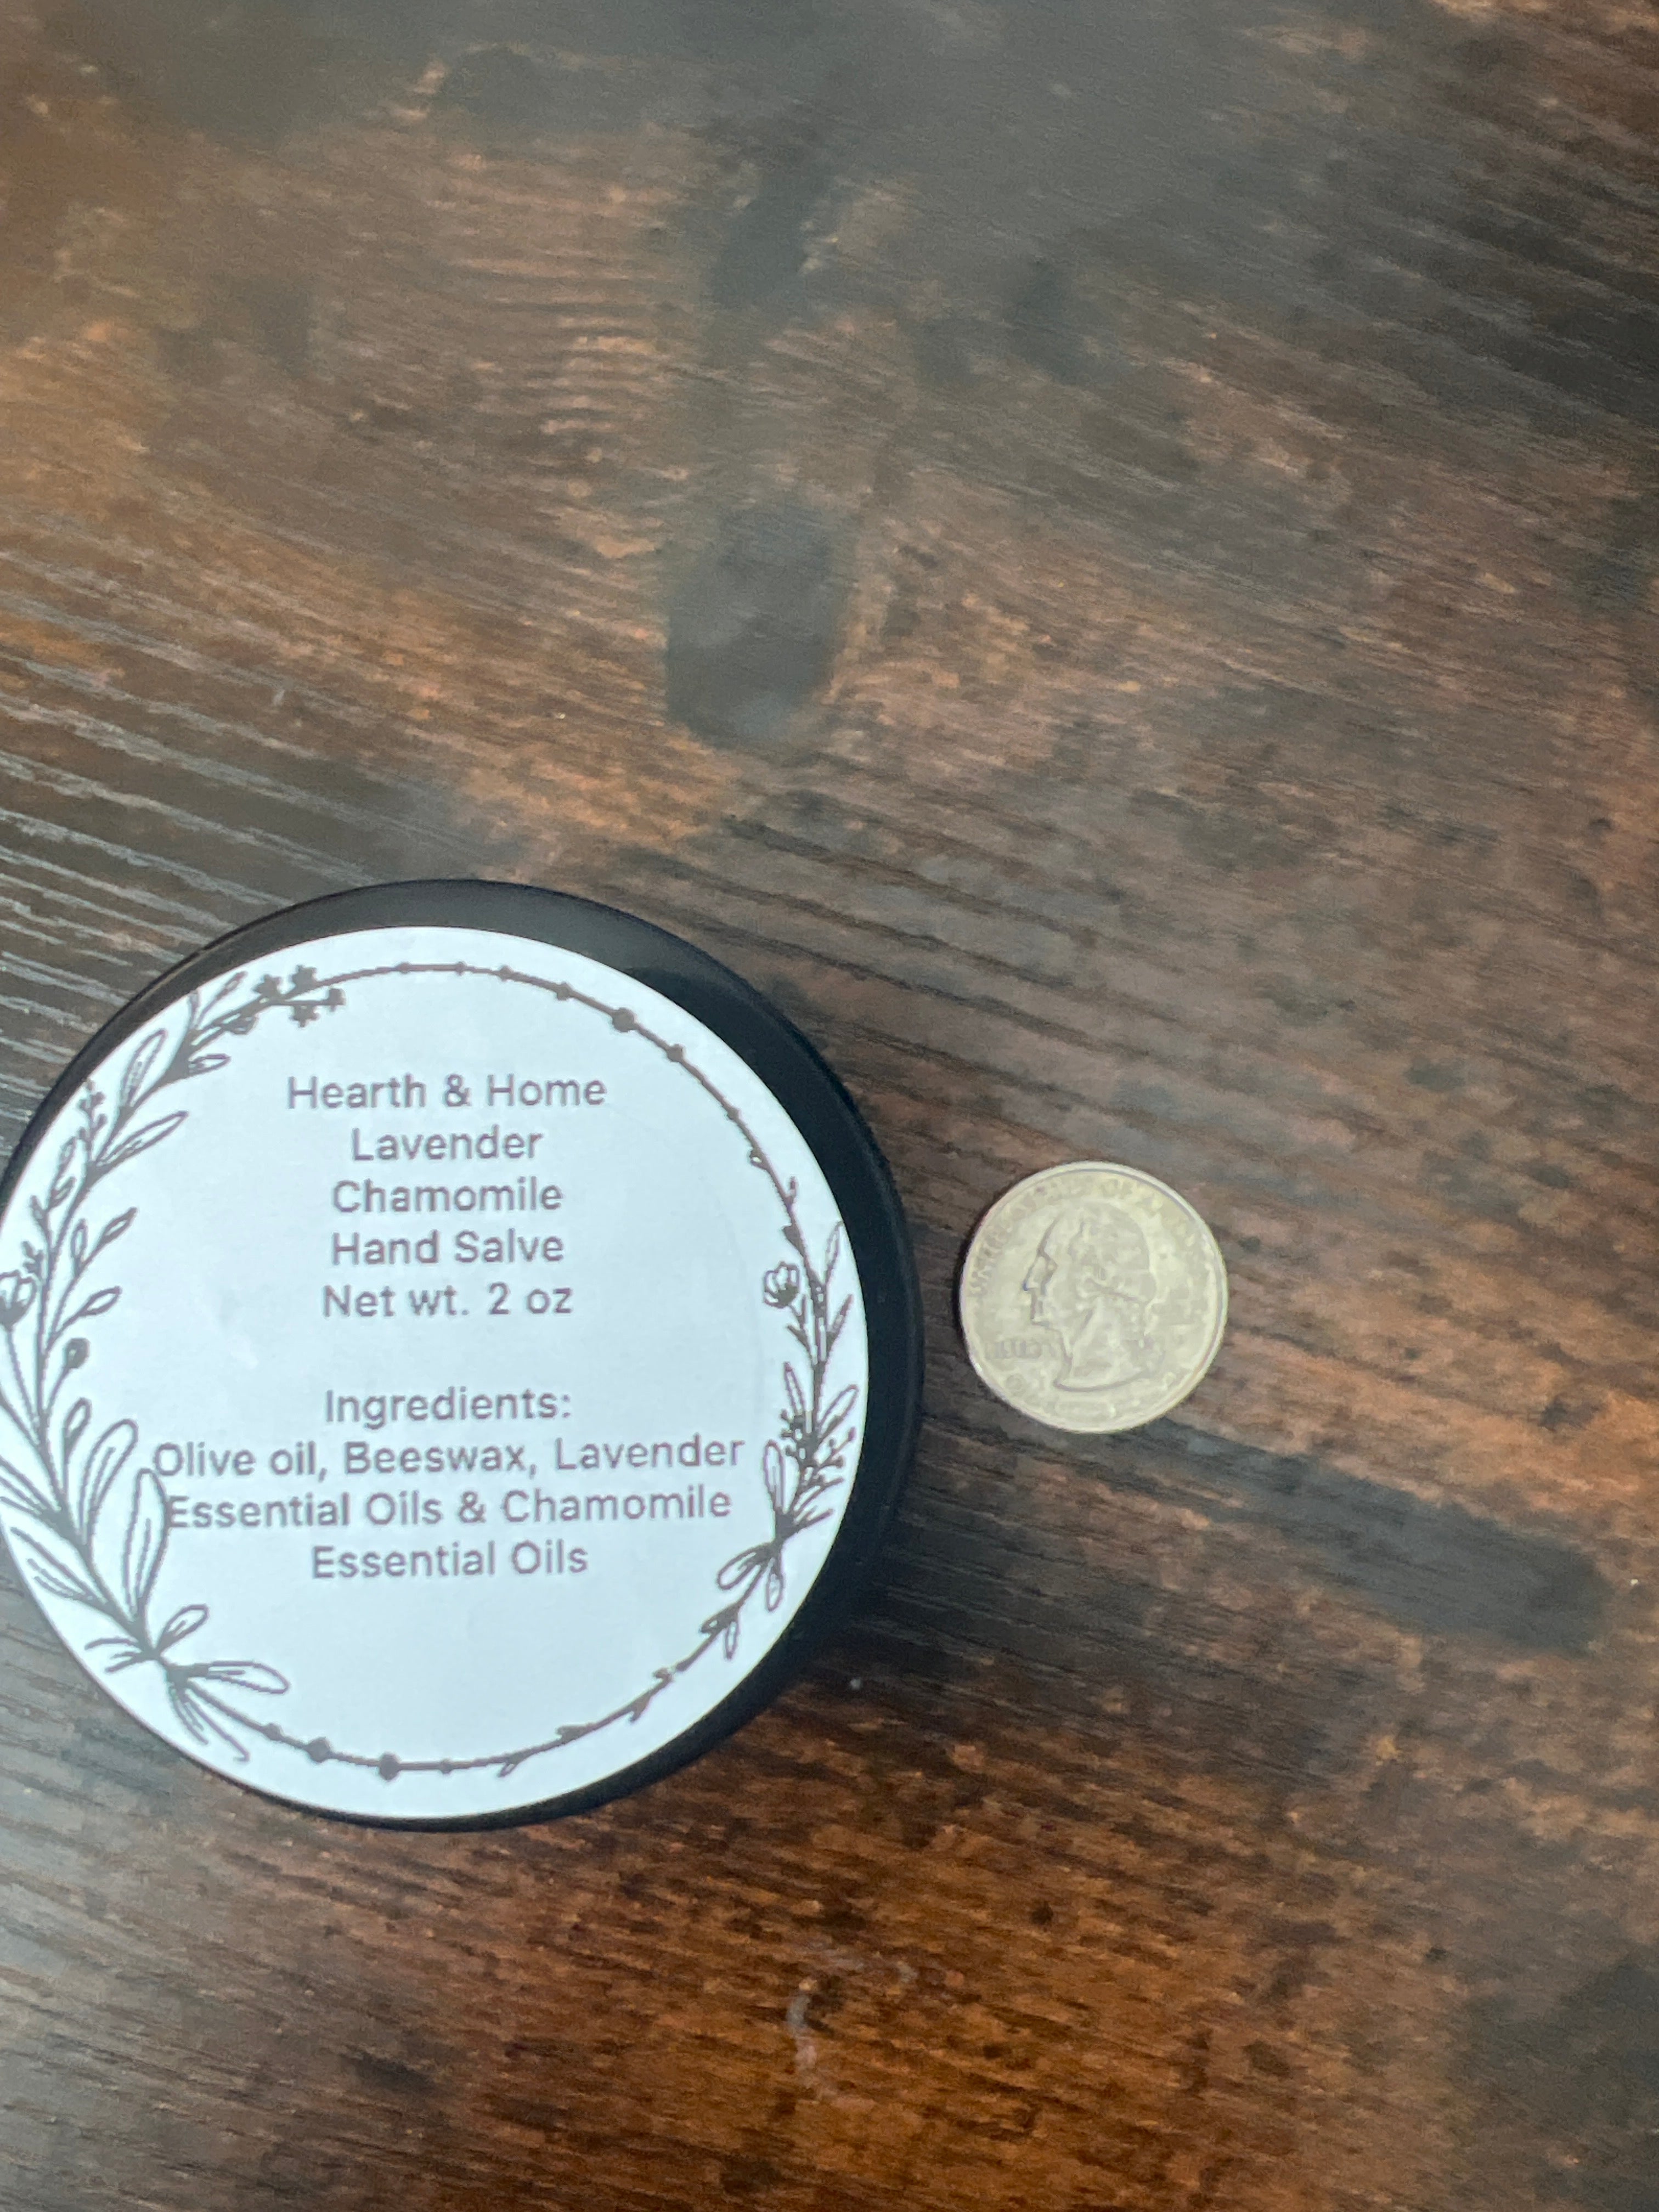 Hearth & Home
Lavender
Chamomile
Hand Salve
Net wt. 2 oz
Ingredients:
Olive oil, Beeswax, Lavender
Essential Oils & Chamomile
Essential Oils